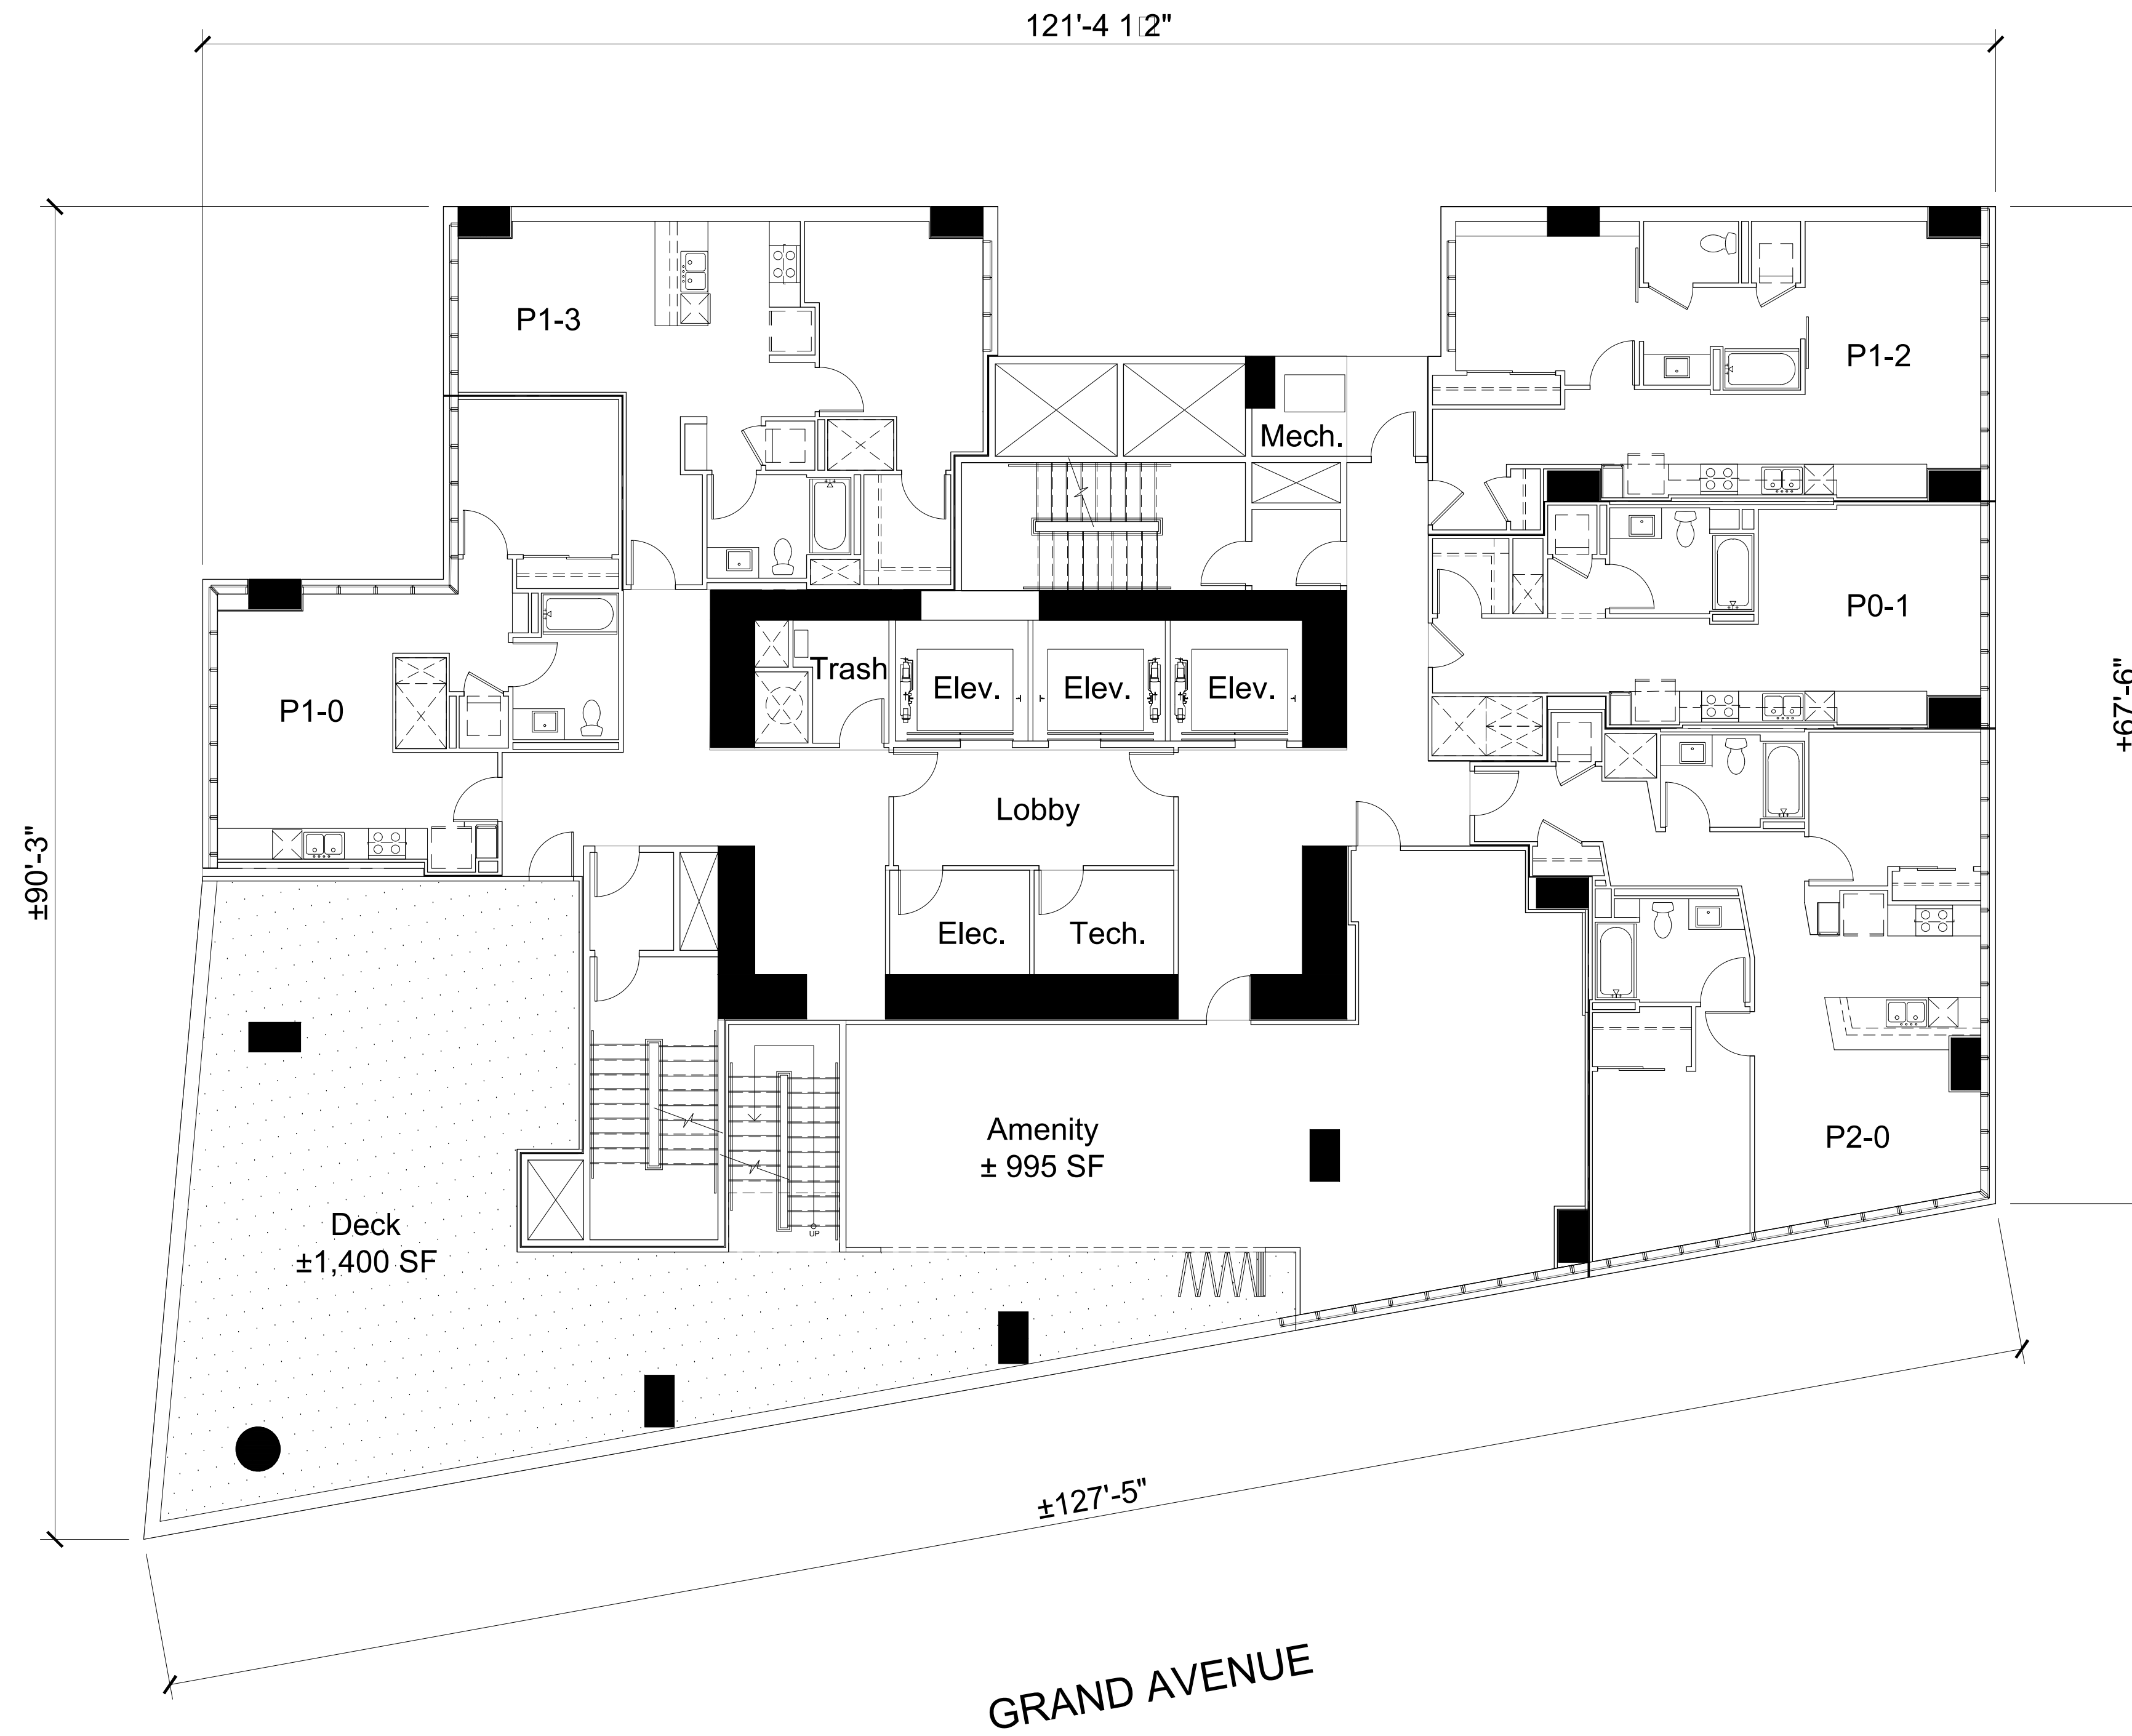 121'-4 1□2"
P1-3
P1-2
Mech.
P0-1
Trash
Elev.
Elev.
Elev.
P1-0
±67'-6"
Lobby
±90'-3"
Elec.
Tech.
Amenity
± 995 SF
P2-0
Deck
±1,400 SF
UP
±127'-5"
GRAND AVENUE